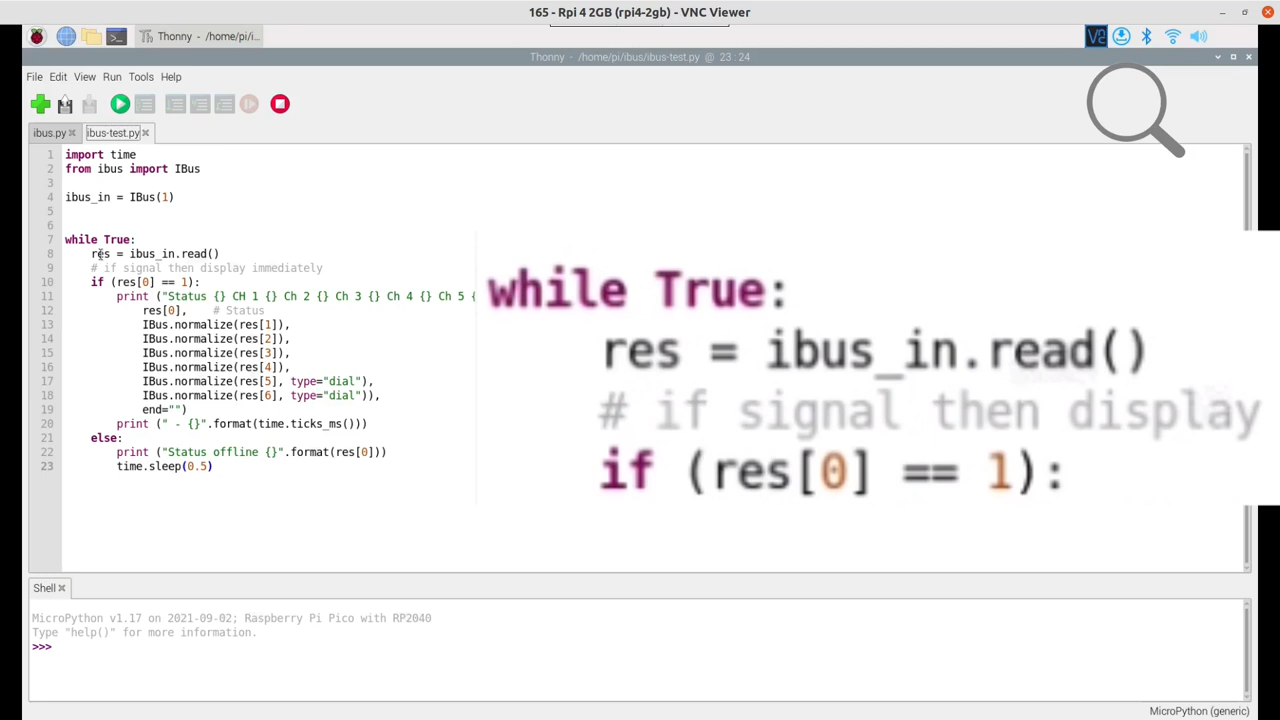 165 - Rpi 4 2GB (rpi4-2gb) - VNC Viewer
Thonny - /home/pi/i...
Thonny - /home/pi/ibus/ibus-test.py @ 23 : 24
File Edit View Run Tools Help
ibus.py
ibus-test.py
1 import time
2 from ibus import IBus
3
4 ibus_in = IBus(1)
5
6
7 while True:
8 res = ibus_in.read()
9 # if signal then display immediately
10 if (res[0] == 1):
11 print ("Status {} CH 1 {} Ch 2 {} Ch 3 {} Ch 4 {} Ch 5 {
12 res[0], # Status
13 IBus.normalize(res[1]),
14 IBus.normalize(res[2]),
15 IBus.normalize(res[3]),
16 IBus.normalize(res[4]),
17 IBus.normalize(res[5], type="dial"),
18 IBus.normalize(res[6], type="dial")),
19 end="")
20 print (" - {}".format(time.ticks_ms()))
21 else:
22 print ("Status offline {}".format(res[0]))
23 time.sleep(0.5)
while True:
res = ibus_in.read()
# if signal then display
if (res[0] == 1):
Shell
MicroPython v1.17 on 2021-09-02; Raspberry Pi Pico with RP2040
Type "help()" for more information.
>>>
MicroPython (generic)